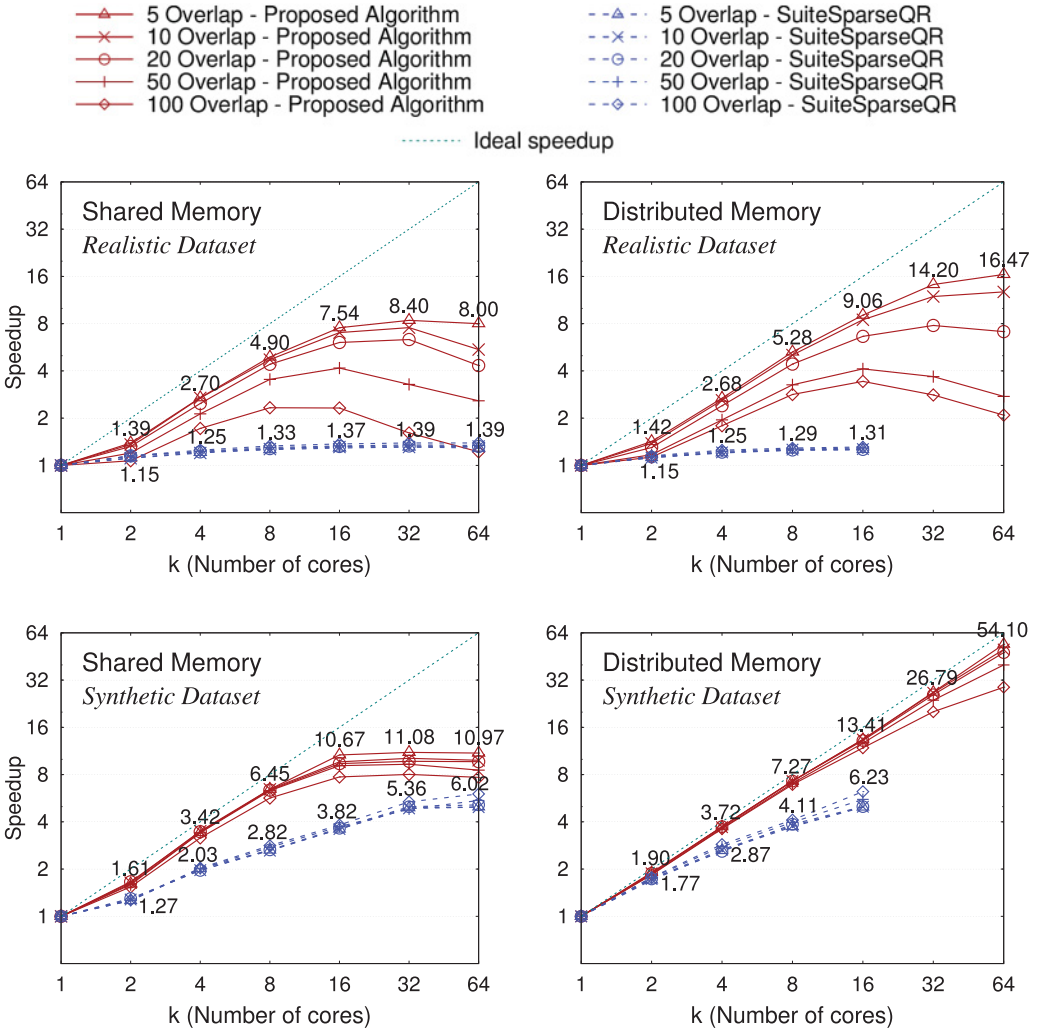 5 Overlap - Proposed Algorithm
10 Overlap - Proposed Algorithm
20 Overlap - Proposed Algorithm
50 Overlap - Proposed Algorithm
100 Overlap - Proposed Algorithm
5 Overlap - SuiteSparseQR
10 Overlap - SuiteSparseQR
20 Overlap - SuiteSparseQR
50 Overlap - SuiteSparseQR
100 Overlap - SuiteSparseQR
Ideal speedup
Shared Memory
Realistic Dataset
Speedup
64
32
16
8
4
2
1
1.39 2.70 4.90 7.54 8.40 8.00
1.15 1.25 1.33 1.37 1.39 1.39
1 2 4 8 16 32 64
k (Number of cores)
Distributed Memory
Realistic Dataset
64
32
16
8
4
2
1
1.42 2.68 5.28 9.06 14.20 16.47
1.15 1.25 1.29 1.31
1 2 4 8 16 32 64
k (Number of cores)
Shared Memory
Synthetic Dataset
Speedup
64
32
16
8
4
2
1
1.61 3.42 6.45 10.67 11.08 10.97
1.27 2.03 2.82 3.82 5.36 6.02
1 2 4 8 16 32 64
k (Number of cores)
Distributed Memory
Synthetic Dataset
64
32
16
8
4
2
1
1.90 3.72 7.27 13.41 26.79 54.10
1.77 2.87 4.11 6.23
1 2 4 8 16 32 64
k (Number of cores)